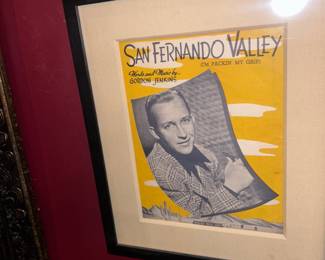 SAN FERNANDO VALLEY
(I'M PACKIN' MY GRIP)
Words and Music by
GORDON JENKINS